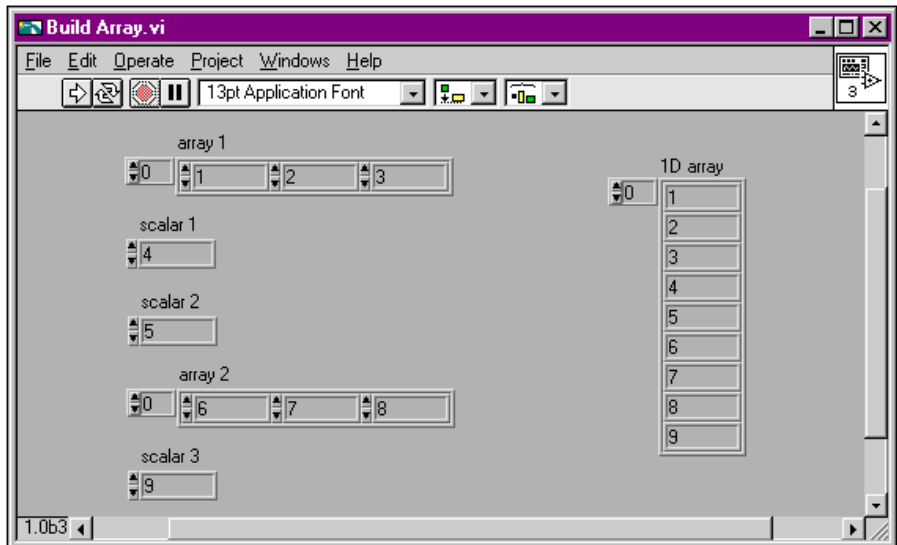 Build Array.vi
File Edit Operate Project Windows Help
13pt Application Font
3
array 1
0 1 2 3
scalar 1
4
scalar 2
5
array 2
0 6 7 8
scalar 3
9
1D array
0 1
2
3
4
5
6
7
8
9
1.0b3